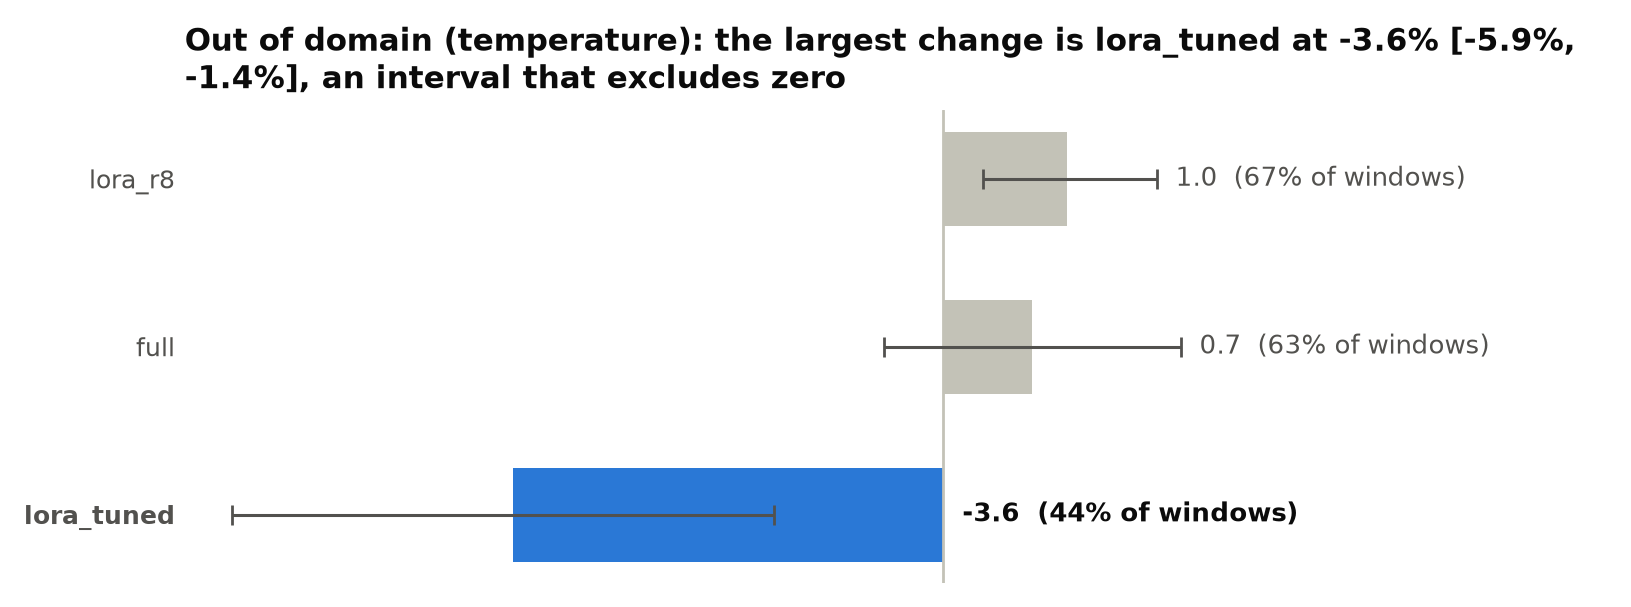 Out of domain (temperature): the largest change is lora_tuned at -3.6% [-5.9%,
-1.4%], an interval that excludes zero
lora_r8
1.0  (67% of windows)
full
0.7  (63% of windows)
lora_tuned
-3.6  (44% of windows)